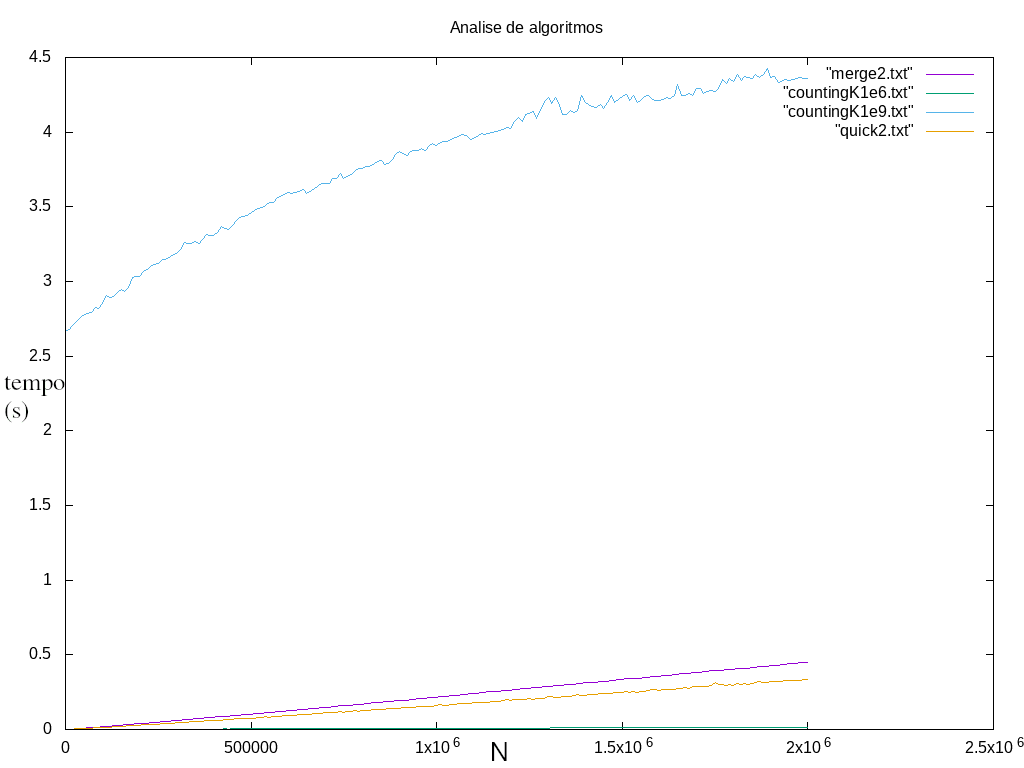 Analise de algoritmos
4.5
4
3.5
3
2.5
2
1.5
1
0.5
0
tempo
(s)
"merge2.txt"
"countingK1e6.txt"
"countingK1e9.txt"
"quick2.txt"
0 500000 1x10^6 1.5x10^6 2x10^6 2.5x10^6
N